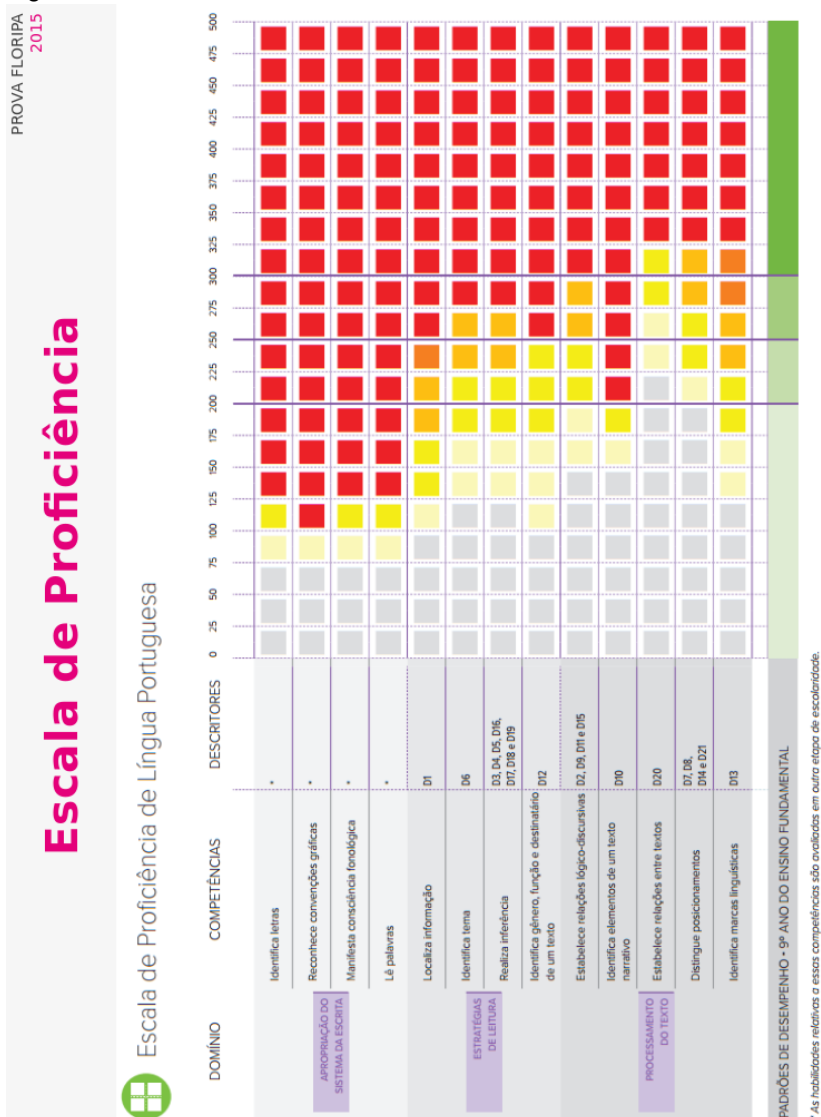 PROVA FLORIPA
2015
Escala de Proficiência
Escala de Proficiência de Língua Portuguesa
DOMÍNIO
COMPETÊNCIAS
DESCRITORES
0 25 50 75 100 125 150 175 200 225 250 275 300 325 350 375 400 425 450 475 500
APROPRIAÇÃO DO
SISTEMA DA ESCRITA
Identifica letras
*
Reconhece convenções gráficas
*
Manifesta consciência fonológica
*
Lê palavras
*
ESTRATÉGIAS
DE LEITURA
Localiza informação
D1
Identifica tema
D6
Realiza inferência
D3, D4, D5, D16,
D17, D18 e D19
Identifica gênero, função e destinatário
de um texto
D12
PROCESSAMENTO
DO TEXTO
Estabelece relações lógico-discursivas
D2, D9, D11 e D15
Identifica elementos de um texto
narrativo
D10
Estabelece relações entre textos
D20
Distingue posicionamentos
D7, D8,
D14 e D21
Identifica marcas linguísticas
D13
PADRÕES DE DESEMPENHO - 9º ANO DO ENSINO FUNDAMENTAL
* As habilidades relativas a essas competências são avaliadas em outra etapa de escolaridade.